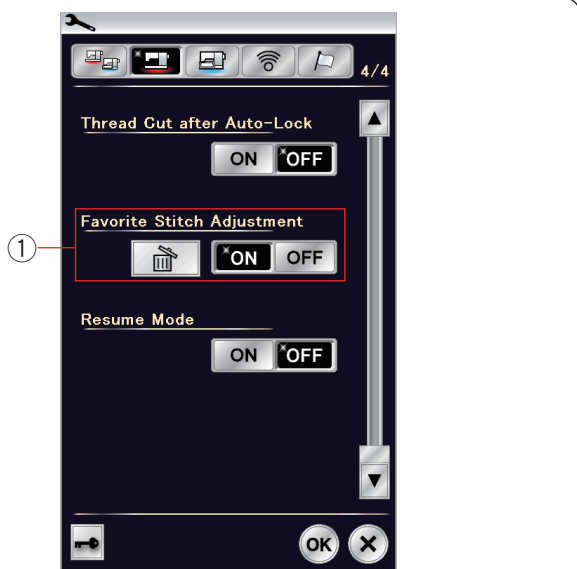 4/4
Thread Cut after Auto-Lock
ON OFF
① Favorite Stitch Adjustment
ON OFF
Resume Mode
ON OFF
OK